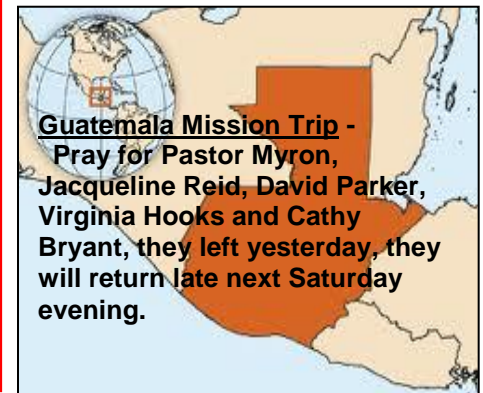 Guatemala Mission Trip -
Pray for Pastor Myron,
Jacqueline Reid, David Parker,
Virginia Hooks and Cathy
Bryant, they left yesterday, they
will return late next Saturday
evening.